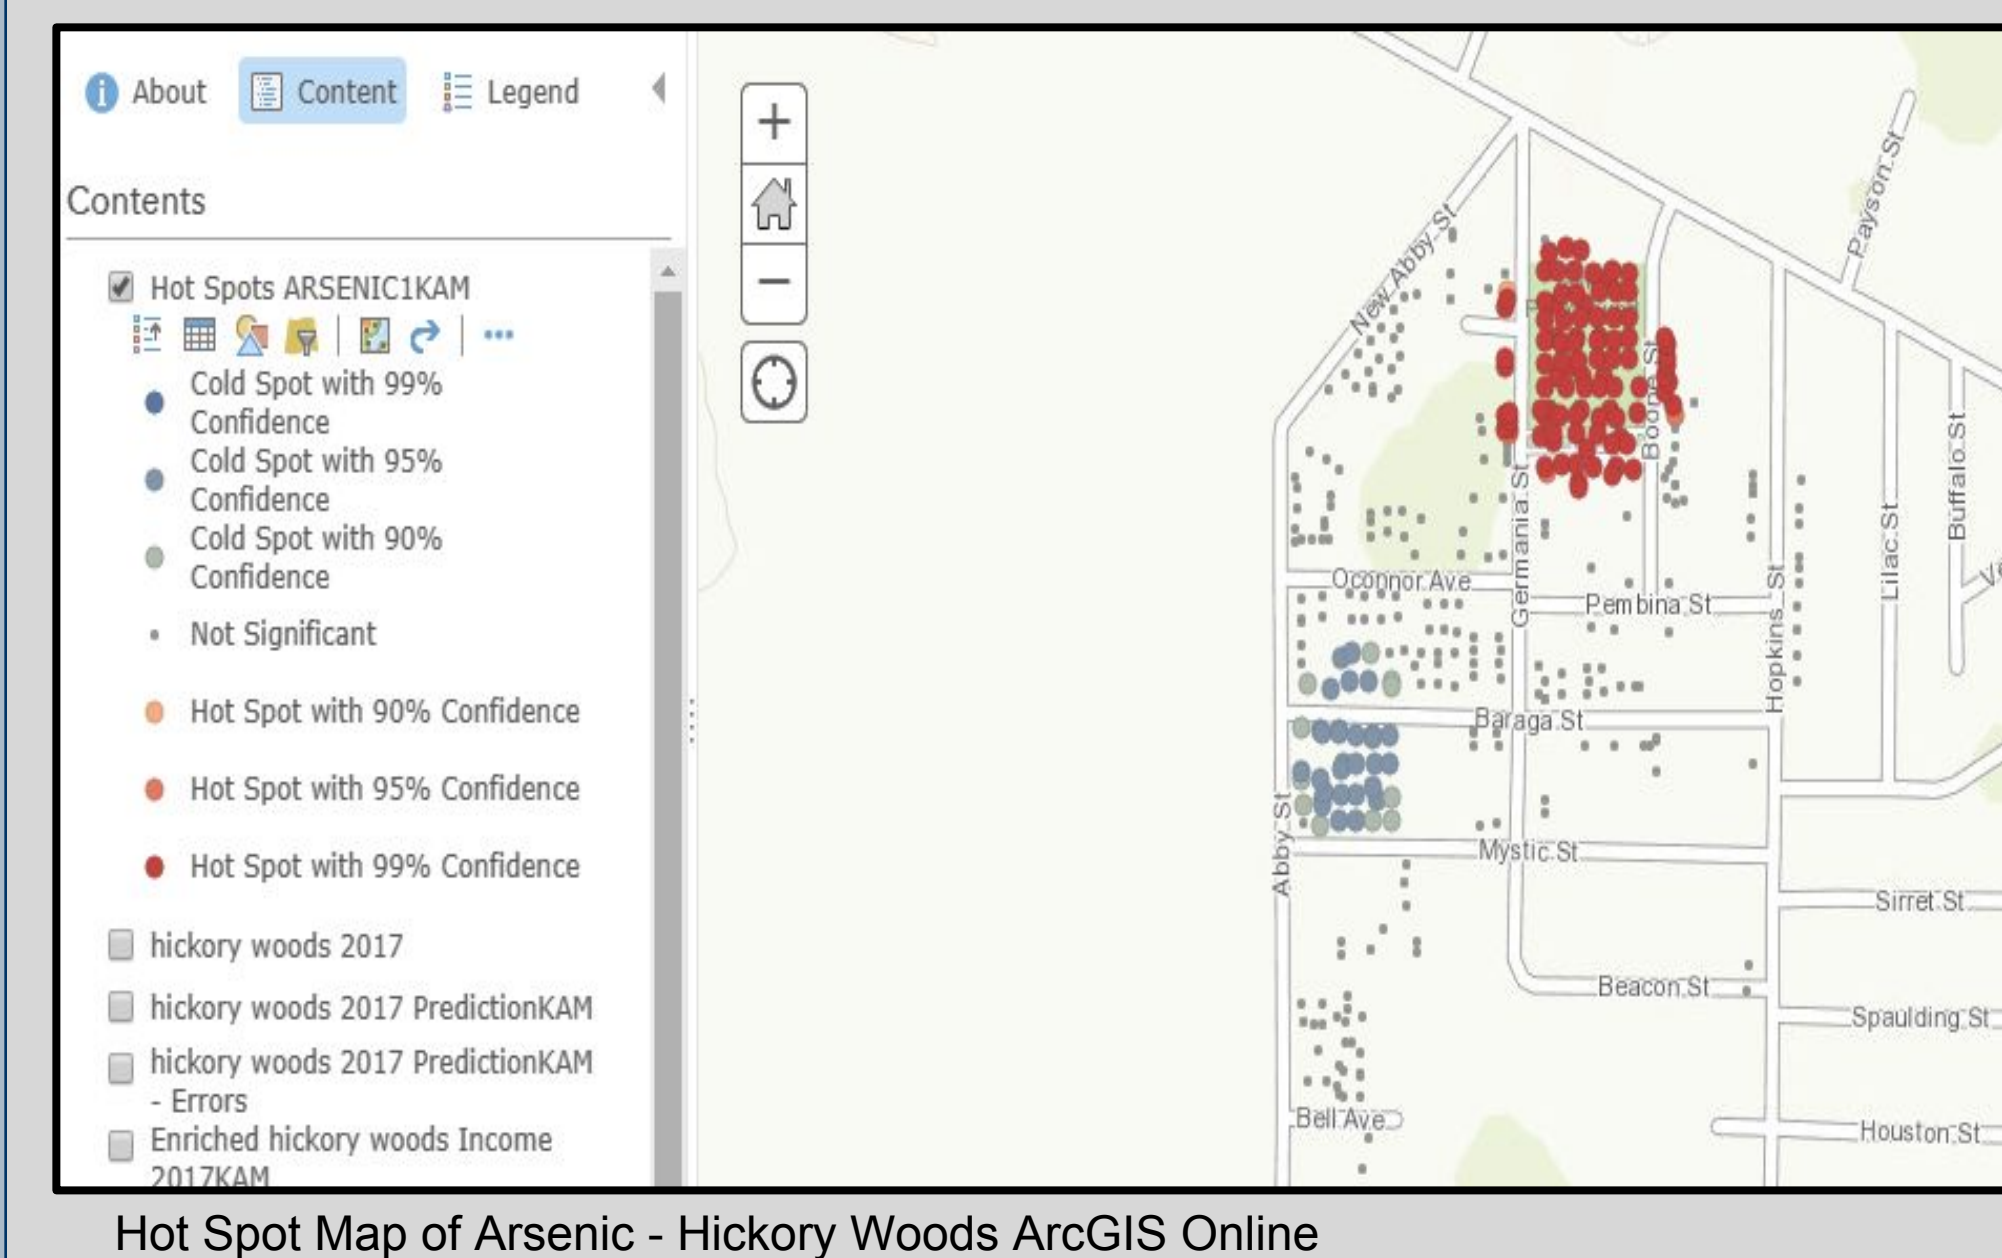 About
Content
Legend
Contents
Hot Spots ARSENIC1KAM
Cold Spot with 99%
Confidence
Cold Spot with 95%
Confidence
Cold Spot with 90%
Confidence
Not Significant
Hot Spot with 90% Confidence
Hot Spot with 95% Confidence
Hot Spot with 99% Confidence
hickory woods 2017
hickory woods 2017 PredictionKAM
hickory woods 2017 PredictionKAM
- Errors
Enriched hickory woods Income
2017KAM
New Abby St
Payson St
Boone St
Germania St
Buffalo St
Lilac St
Oconnor Ave
Pembina St
Hopkins St
Baraga St
Abby St
Mystic St
Sirret St
Beacon St
Spaulding St
Bell Ave
Houston St
Hot Spot Map of Arsenic - Hickory Woods ArcGIS Online